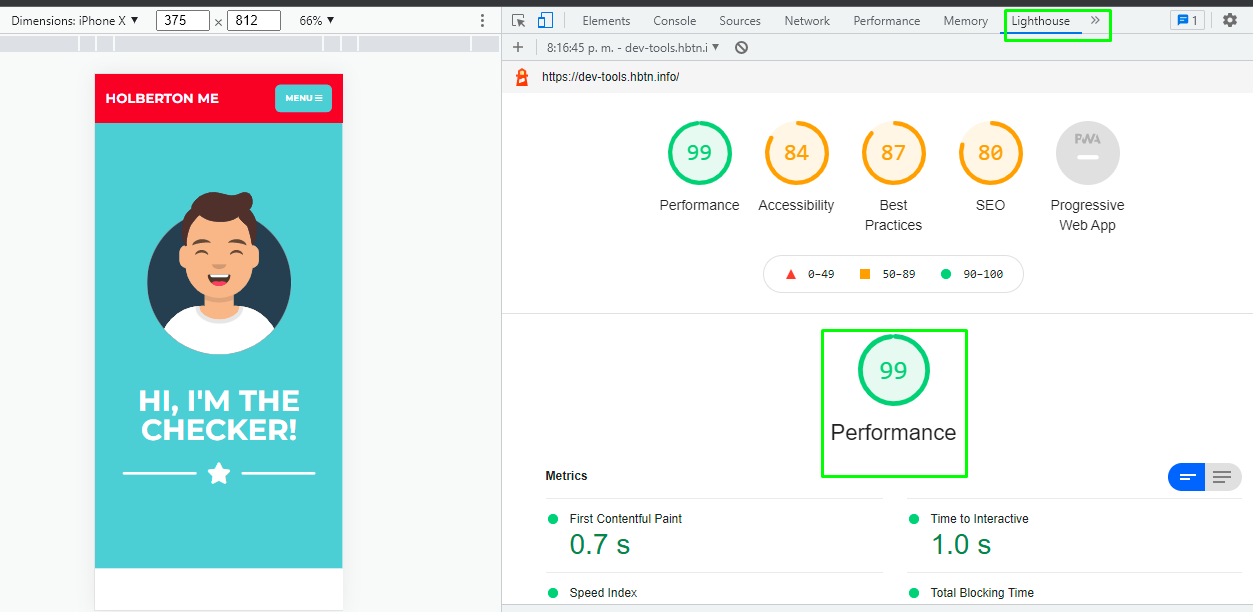 Dimensions: iPhone X ▼ 375 × 812 66% ▼
Elements Console Sources Network Performance Memory Lighthouse » 1
+ 8:16:45 p. m. - dev-tools.hbtn.i ▼
https://dev-tools.hbtn.info/
HOLBERTON ME
MENU
HI, I'M THE
CHECKER!
99 84 87 80 PWA
Performance Accessibility Best Practices SEO Progressive Web App
0–49 50–89 90–100
99
Performance
Metrics
First Contentful Paint
0.7 s
Time to Interactive
1.0 s
Speed Index
Total Blocking Time